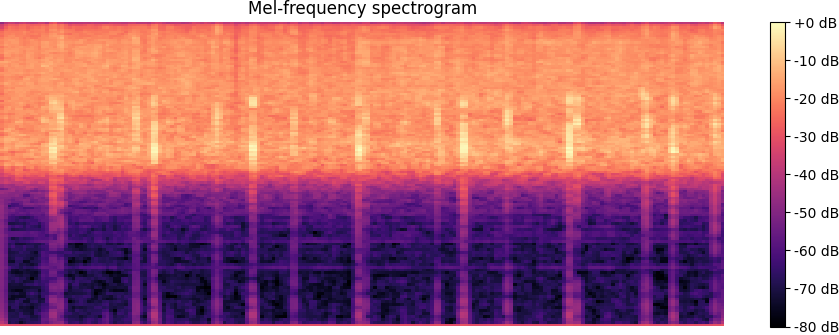 Mel-frequency spectrogram
+0 dB
-10 dB
-20 dB
-30 dB
-40 dB
-50 dB
-60 dB
-70 dB
-80 dB